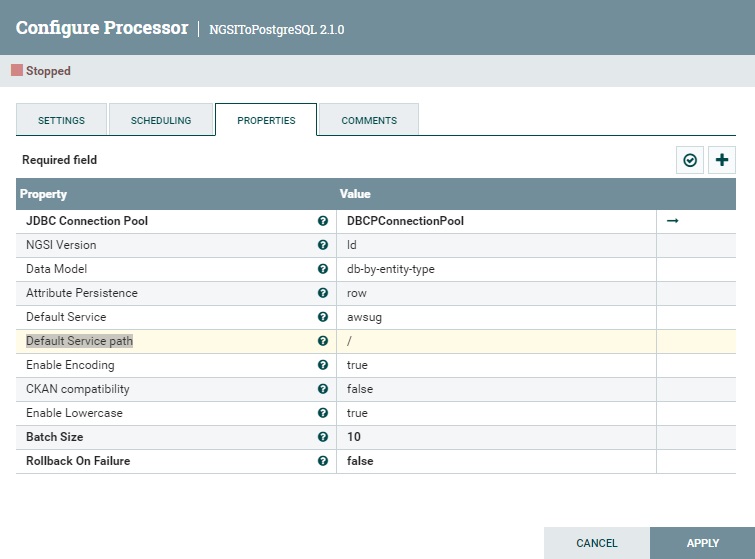 Configure Processor | NGSIToPostgreSQL 2.1.0
Stopped
SETTINGS SCHEDULING PROPERTIES COMMENTS
Required field
Property Value
JDBC Connection Pool DBCPConnectionPool
NGSI Version ld
Data Model db-by-entity-type
Attribute Persistence row
Default Service awsug
Default Service path /
Enable Encoding true
CKAN compatibility false
Enable Lowercase true
Batch Size 10
Rollback On Failure false
CANCEL APPLY